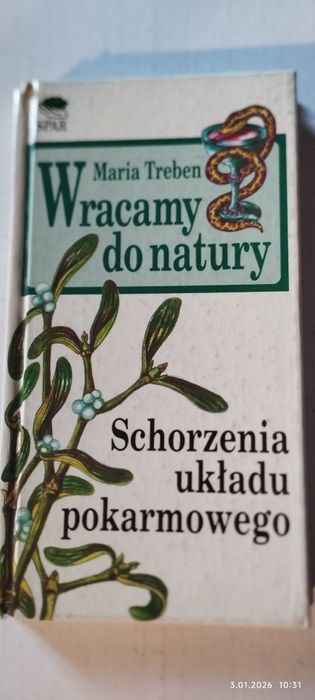 SPAR
Maria Treben
Wracamy
do natury
Schorzenia
układu
pokarmowego
3.01.2026 10:31